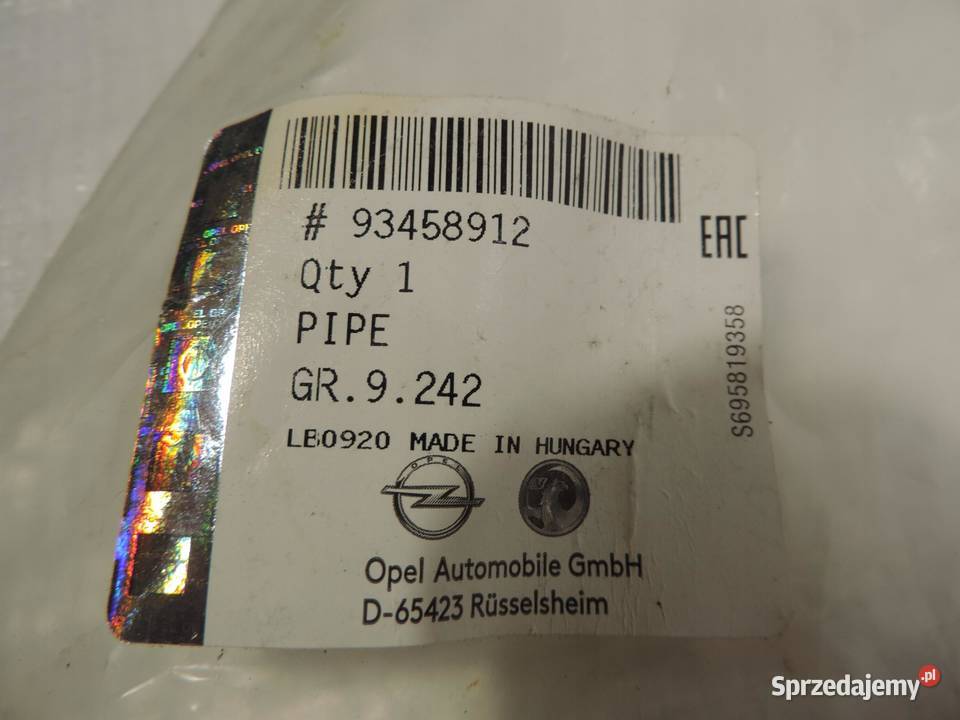 # 93458912
EAC
Qty 1
PIPE
GR.9.242
S695819358
LB0920 MADE IN HUNGARY
OPEL
Opel Automobile GmbH
D-65423 Rüsselsheim
Sprzedajemy.pl